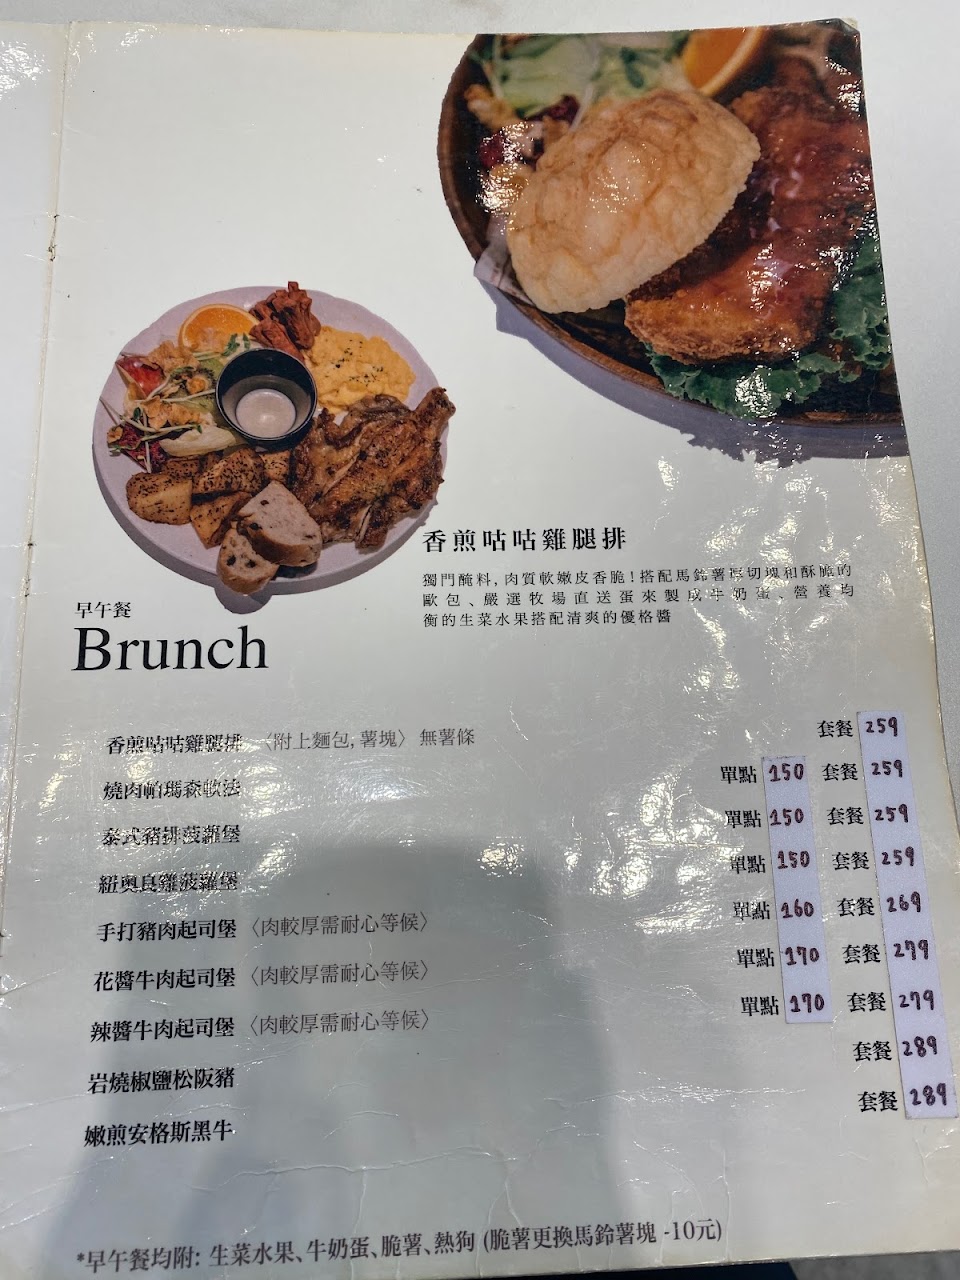 香煎咕咕雞腿排
獨門醃料,肉質軟嫩皮香脆!搭配馬鈴薯厚切塊和酥脆的
歐包、嚴選牧場直送蛋來製成牛奶蛋、營養均
衡的生菜水果搭配清爽的優格醬
早午餐
Brunch
香煎咕咕雞腿排 〈附上麵包,薯塊〉 無薯條 套餐 259
燒肉帕瑪森軟法 單點 150 套餐 259
泰式豬排菠蘿堡 單點 150 套餐 259
紐奧良雞菠蘿堡 單點 150 套餐 259
手打豬肉起司堡 〈肉較厚需耐心等候〉 單點 160 套餐 269
花醬牛肉起司堡 〈肉較厚需耐心等候〉 單點 170 套餐 279
辣醬牛肉起司堡 〈肉較厚需耐心等候〉 單點 170 套餐 279
岩燒椒鹽松阪豬 套餐 289
嫩煎安格斯黑牛 套餐 289
*早午餐均附: 生菜水果、牛奶蛋、脆薯、熱狗 (脆薯更換馬鈴薯塊 -10元)